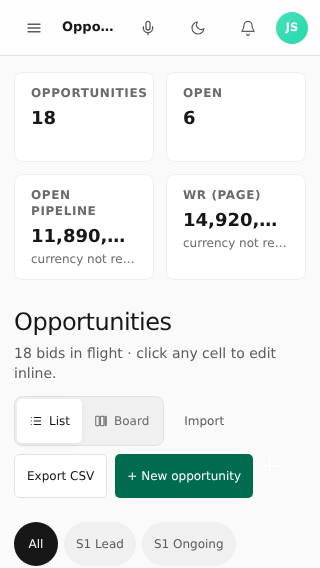 Oppo…
JS
OPPORTUNITIES
18
OPEN
6
OPEN
PIPELINE
11,890,…
currency not re…
WR (PAGE)
14,920,…
currency not re…
Opportunities
18 bids in flight · click any cell to edit
inline.
List
Board
Import
Export CSV
+ New opportunity
All
S1 Lead
S1 Ongoing